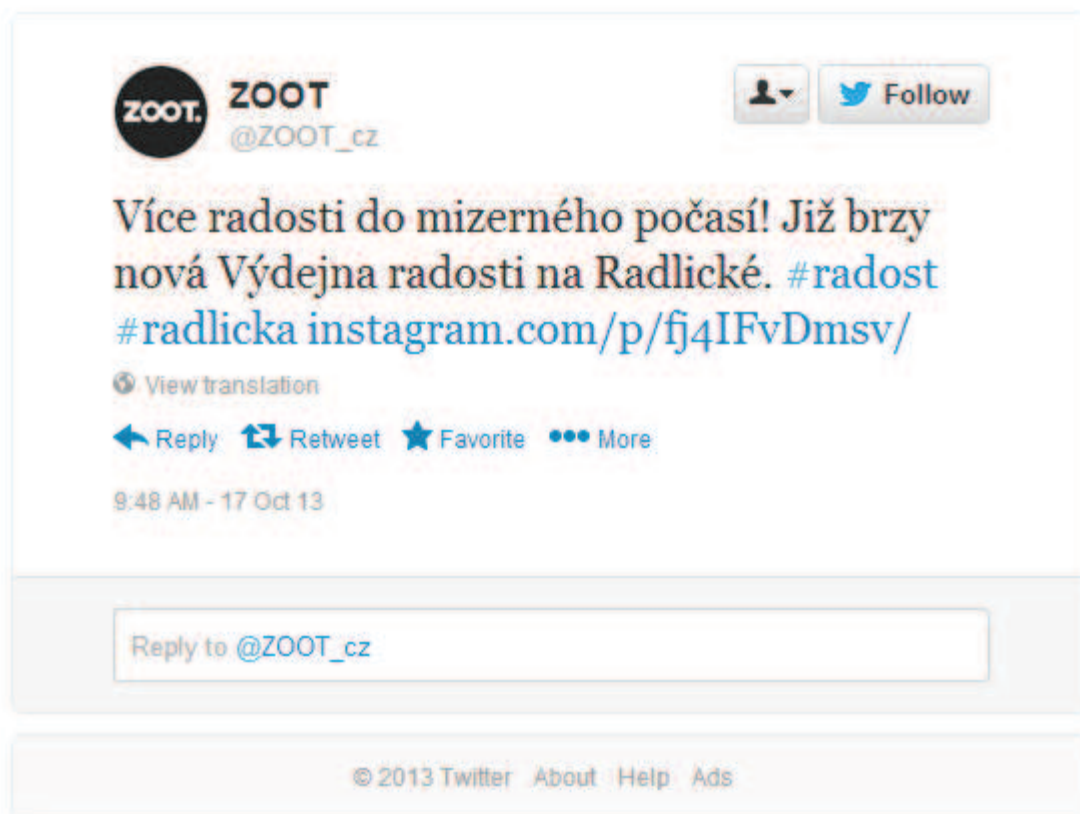 ZOOT.
ZOOT
@ZOOT_cz
Follow
Více radosti do mizerného počasí! Již brzy
nová Výdejna radosti na Radlické. #radost
#radlicka instagram.com/p/fj4IFvDmsv/
View translation
Reply Retweet Favorite More
9:48 AM - 17 Oct 13
Reply to @ZOOT_cz
© 2013 Twitter About Help Ads